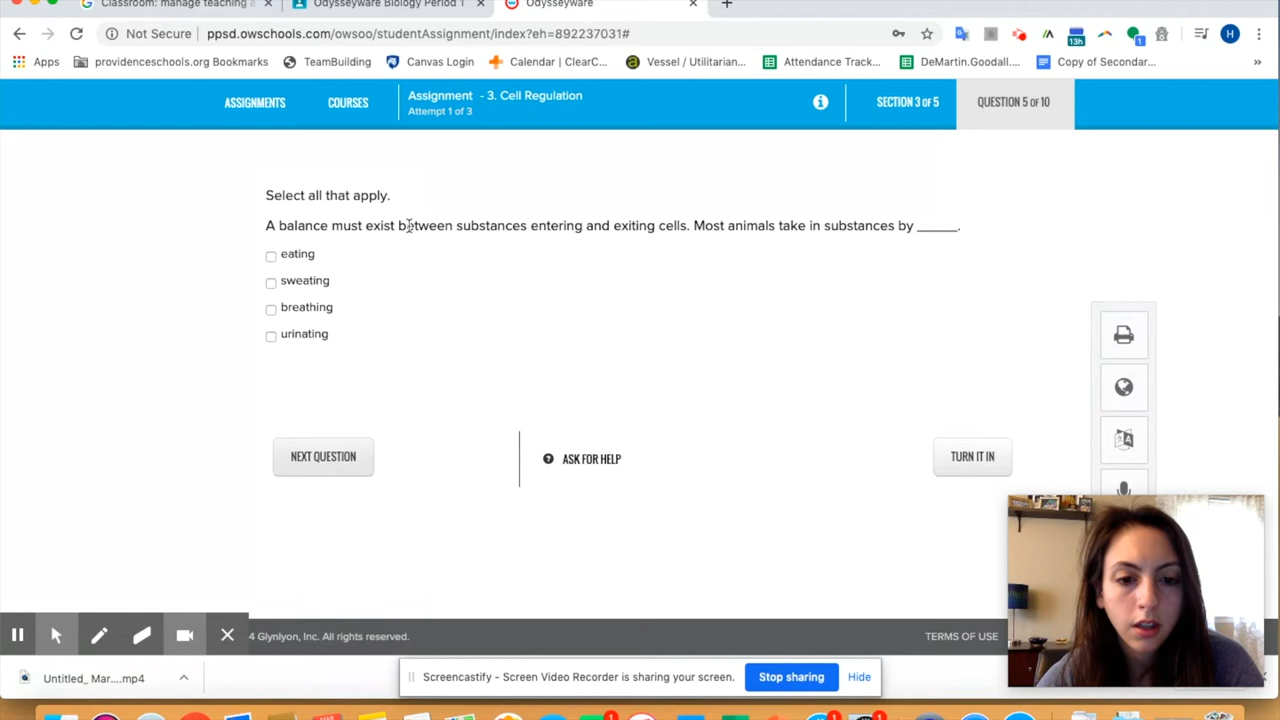 Classroom: manage teaching a
Odysseyware Biology Period 1
Odysseyware
Not Secure
ppsd.owschools.com/owsoo/studentAssignment/index?eh=892237031#
13h
1
H
Apps
providenceschools.org Bookmarks
TeamBuilding
Canvas Login
Calendar | ClearC...
Vessel / Utilitarian...
Attendance Track...
DeMartin.Goodall....
Copy of Secondar...
»
ASSIGNMENTS
COURSES
Assignment - 3. Cell Regulation
Attempt 1 of 3
SECTION 3 OF 5
QUESTION 5 OF 10
Select all that apply.
A balance must exist between substances entering and exiting cells. Most animals take in substances by ______.
eating
sweating
breathing
urinating
NEXT QUESTION
ASK FOR HELP
TURN IT IN
4 Glynlyon, Inc. All rights reserved.
TERMS OF USE
Untitled_ Mar....mp4
Screencastify - Screen Video Recorder is sharing your screen.
Stop sharing
Hide